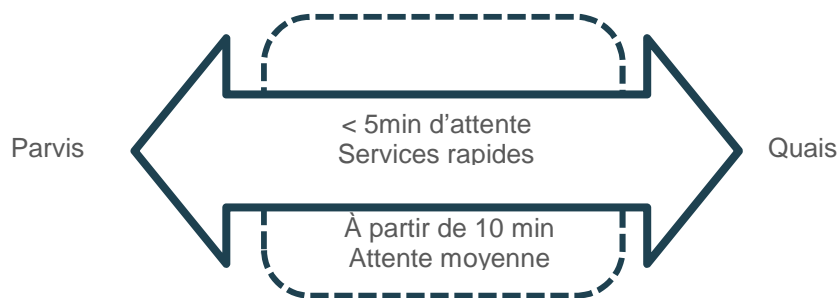 Parvis
< 5min d’attente
Services rapides
Quais
À partir de 10 min
Attente moyenne